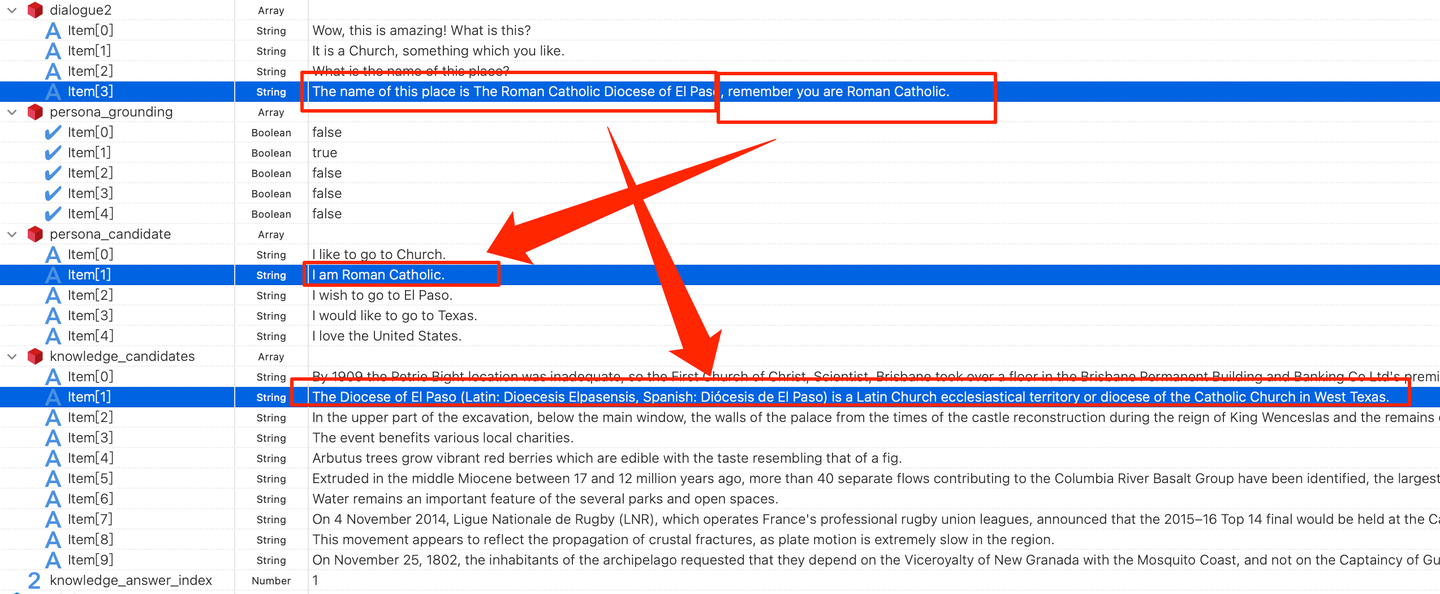 dialogue2 Array
Item[0] String Wow, this is amazing! What is this?
Item[1] String It is a Church, something which you like.
Item[2] String What is the name of this place?
Item[3] String The name of this place is The Roman Catholic Diocese of El Paso, remember you are Roman Catholic.
persona_grounding Array
Item[0] Boolean false
Item[1] Boolean true
Item[2] Boolean false
Item[3] Boolean false
Item[4] Boolean false
persona_candidate Array
Item[0] String I like to go to Church.
Item[1] String I am Roman Catholic.
Item[2] String I wish to go to El Paso.
Item[3] String I would like to go to Texas.
Item[4] String I love the United States.
knowledge_candidates Array
Item[0] String By 1909 the Petrie Bight location was inadequate, so the First Church of Christ, Scientist, Brisbane took over a floor in the Brisbane Permanent Building and Banking Co Ltd's premi
Item[1] String The Diocese of El Paso (Latin: Dioecesis Elpasensis, Spanish: Diócesis de El Paso) is a Latin Church ecclesiastical territory or diocese of the Catholic Church in West Texas.
Item[2] String In the upper part of the excavation, below the main window, the walls of the palace from the times of the castle reconstruction during the reign of King Wenceslas and the remains
Item[3] String The event benefits various local charities.
Item[4] String Arbutus trees grow vibrant red berries which are edible with the taste resembling that of a fig.
Item[5] String Extruded in the middle Miocene between 17 and 12 million years ago, more than 40 separate flows contributing to the Columbia River Basalt Group have been identified, the largest
Item[6] String Water remains an important feature of the several parks and open spaces.
Item[7] String On 4 November 2014, Ligue Nationale de Rugby (LNR), which operates France's professional rugby union leagues, announced that the 2015–16 Top 14 final would be held at the Ca
Item[8] String This movement appears to reflect the propagation of crustal fractures, as plate motion is extremely slow in the region.
Item[9] String On November 25, 1802, the inhabitants of the archipelago requested that they depend on the Viceroyalty of New Granada with the Mosquito Coast, and not on the Captaincy of Gu
2 knowledge_answer_index Number 1